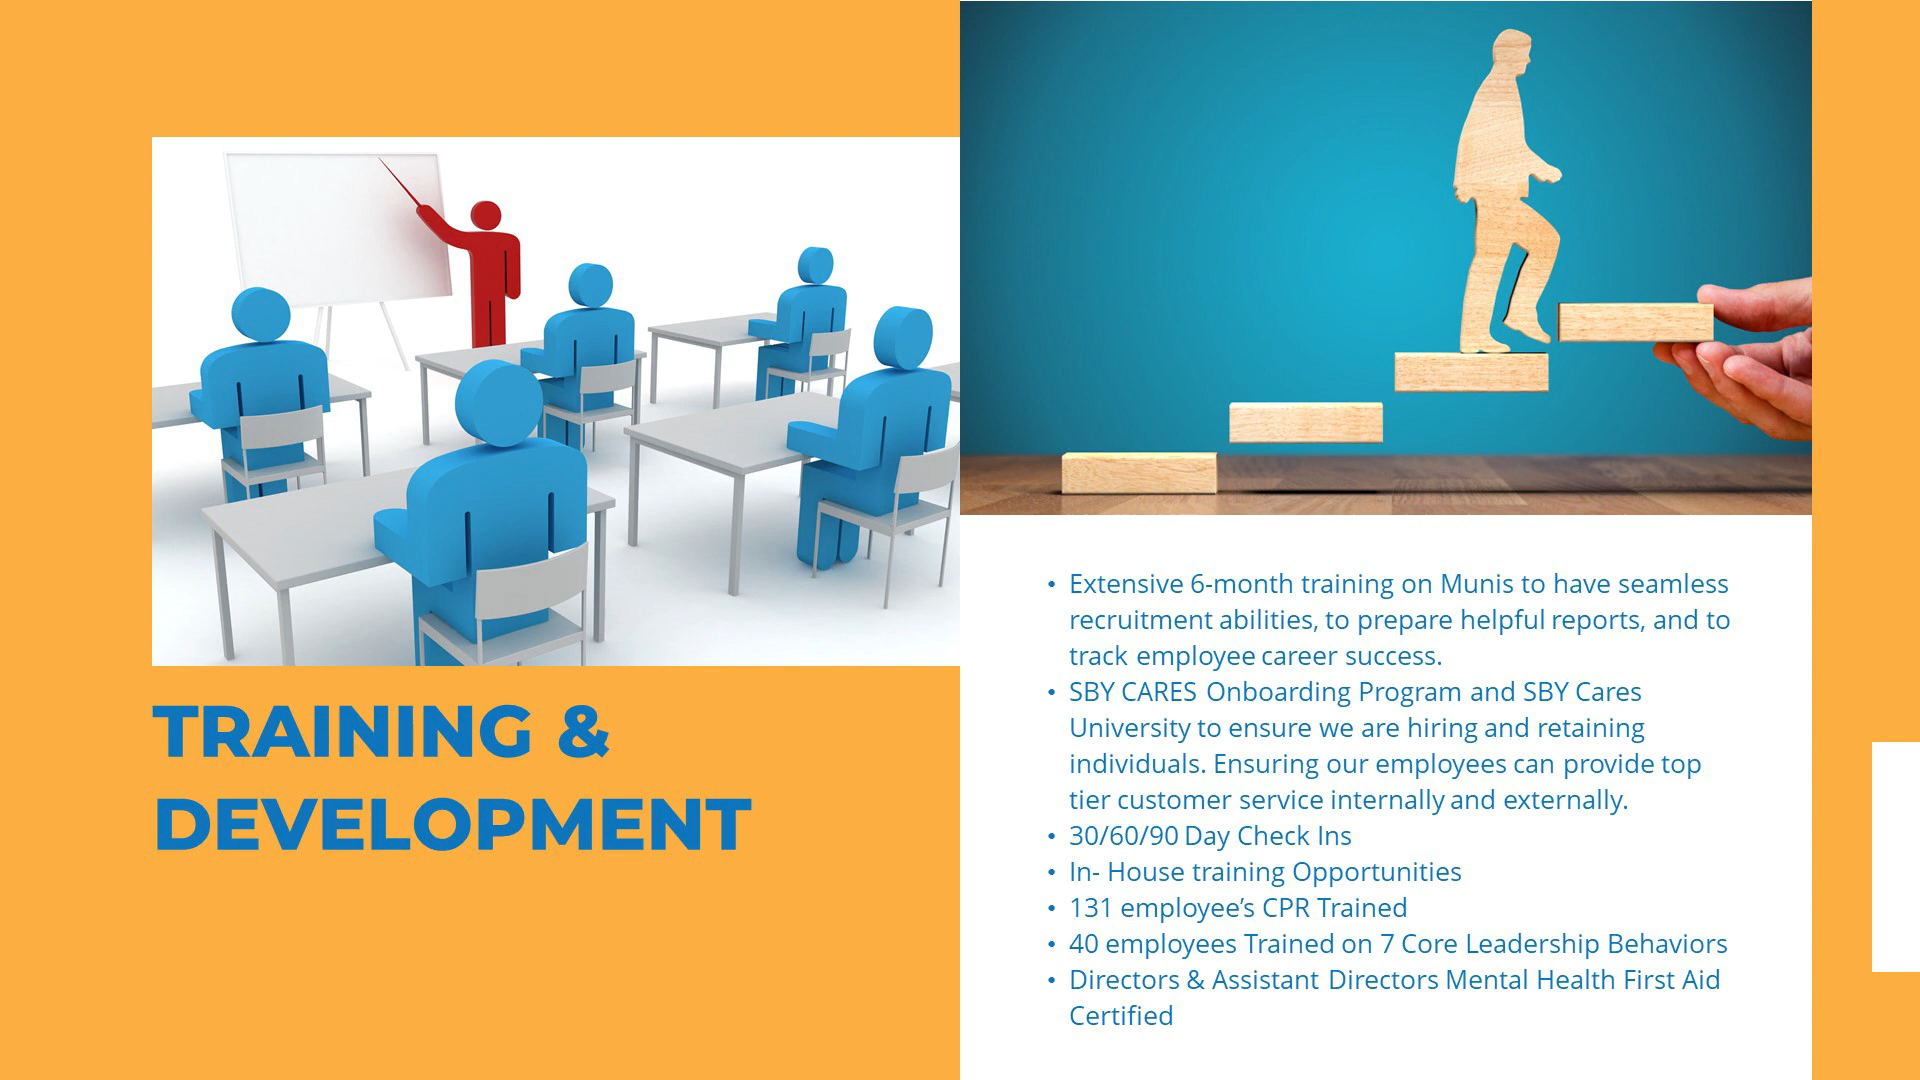 TRAINING &
DEVELOPMENT
• Extensive 6-month training on Munis to have seamless
recruitment abilities, to prepare helpful reports, and to
track employee career success.
• SBY CARES Onboarding Program and SBY Cares
University to ensure we are hiring and retaining
individuals. Ensuring our employees can provide top
tier customer service internally and externally.
• 30/60/90 Day Check Ins
• In- House training Opportunities
• 131 employee’s CPR Trained
• 40 employees Trained on 7 Core Leadership Behaviors
• Directors & Assistant Directors Mental Health First Aid
Certified